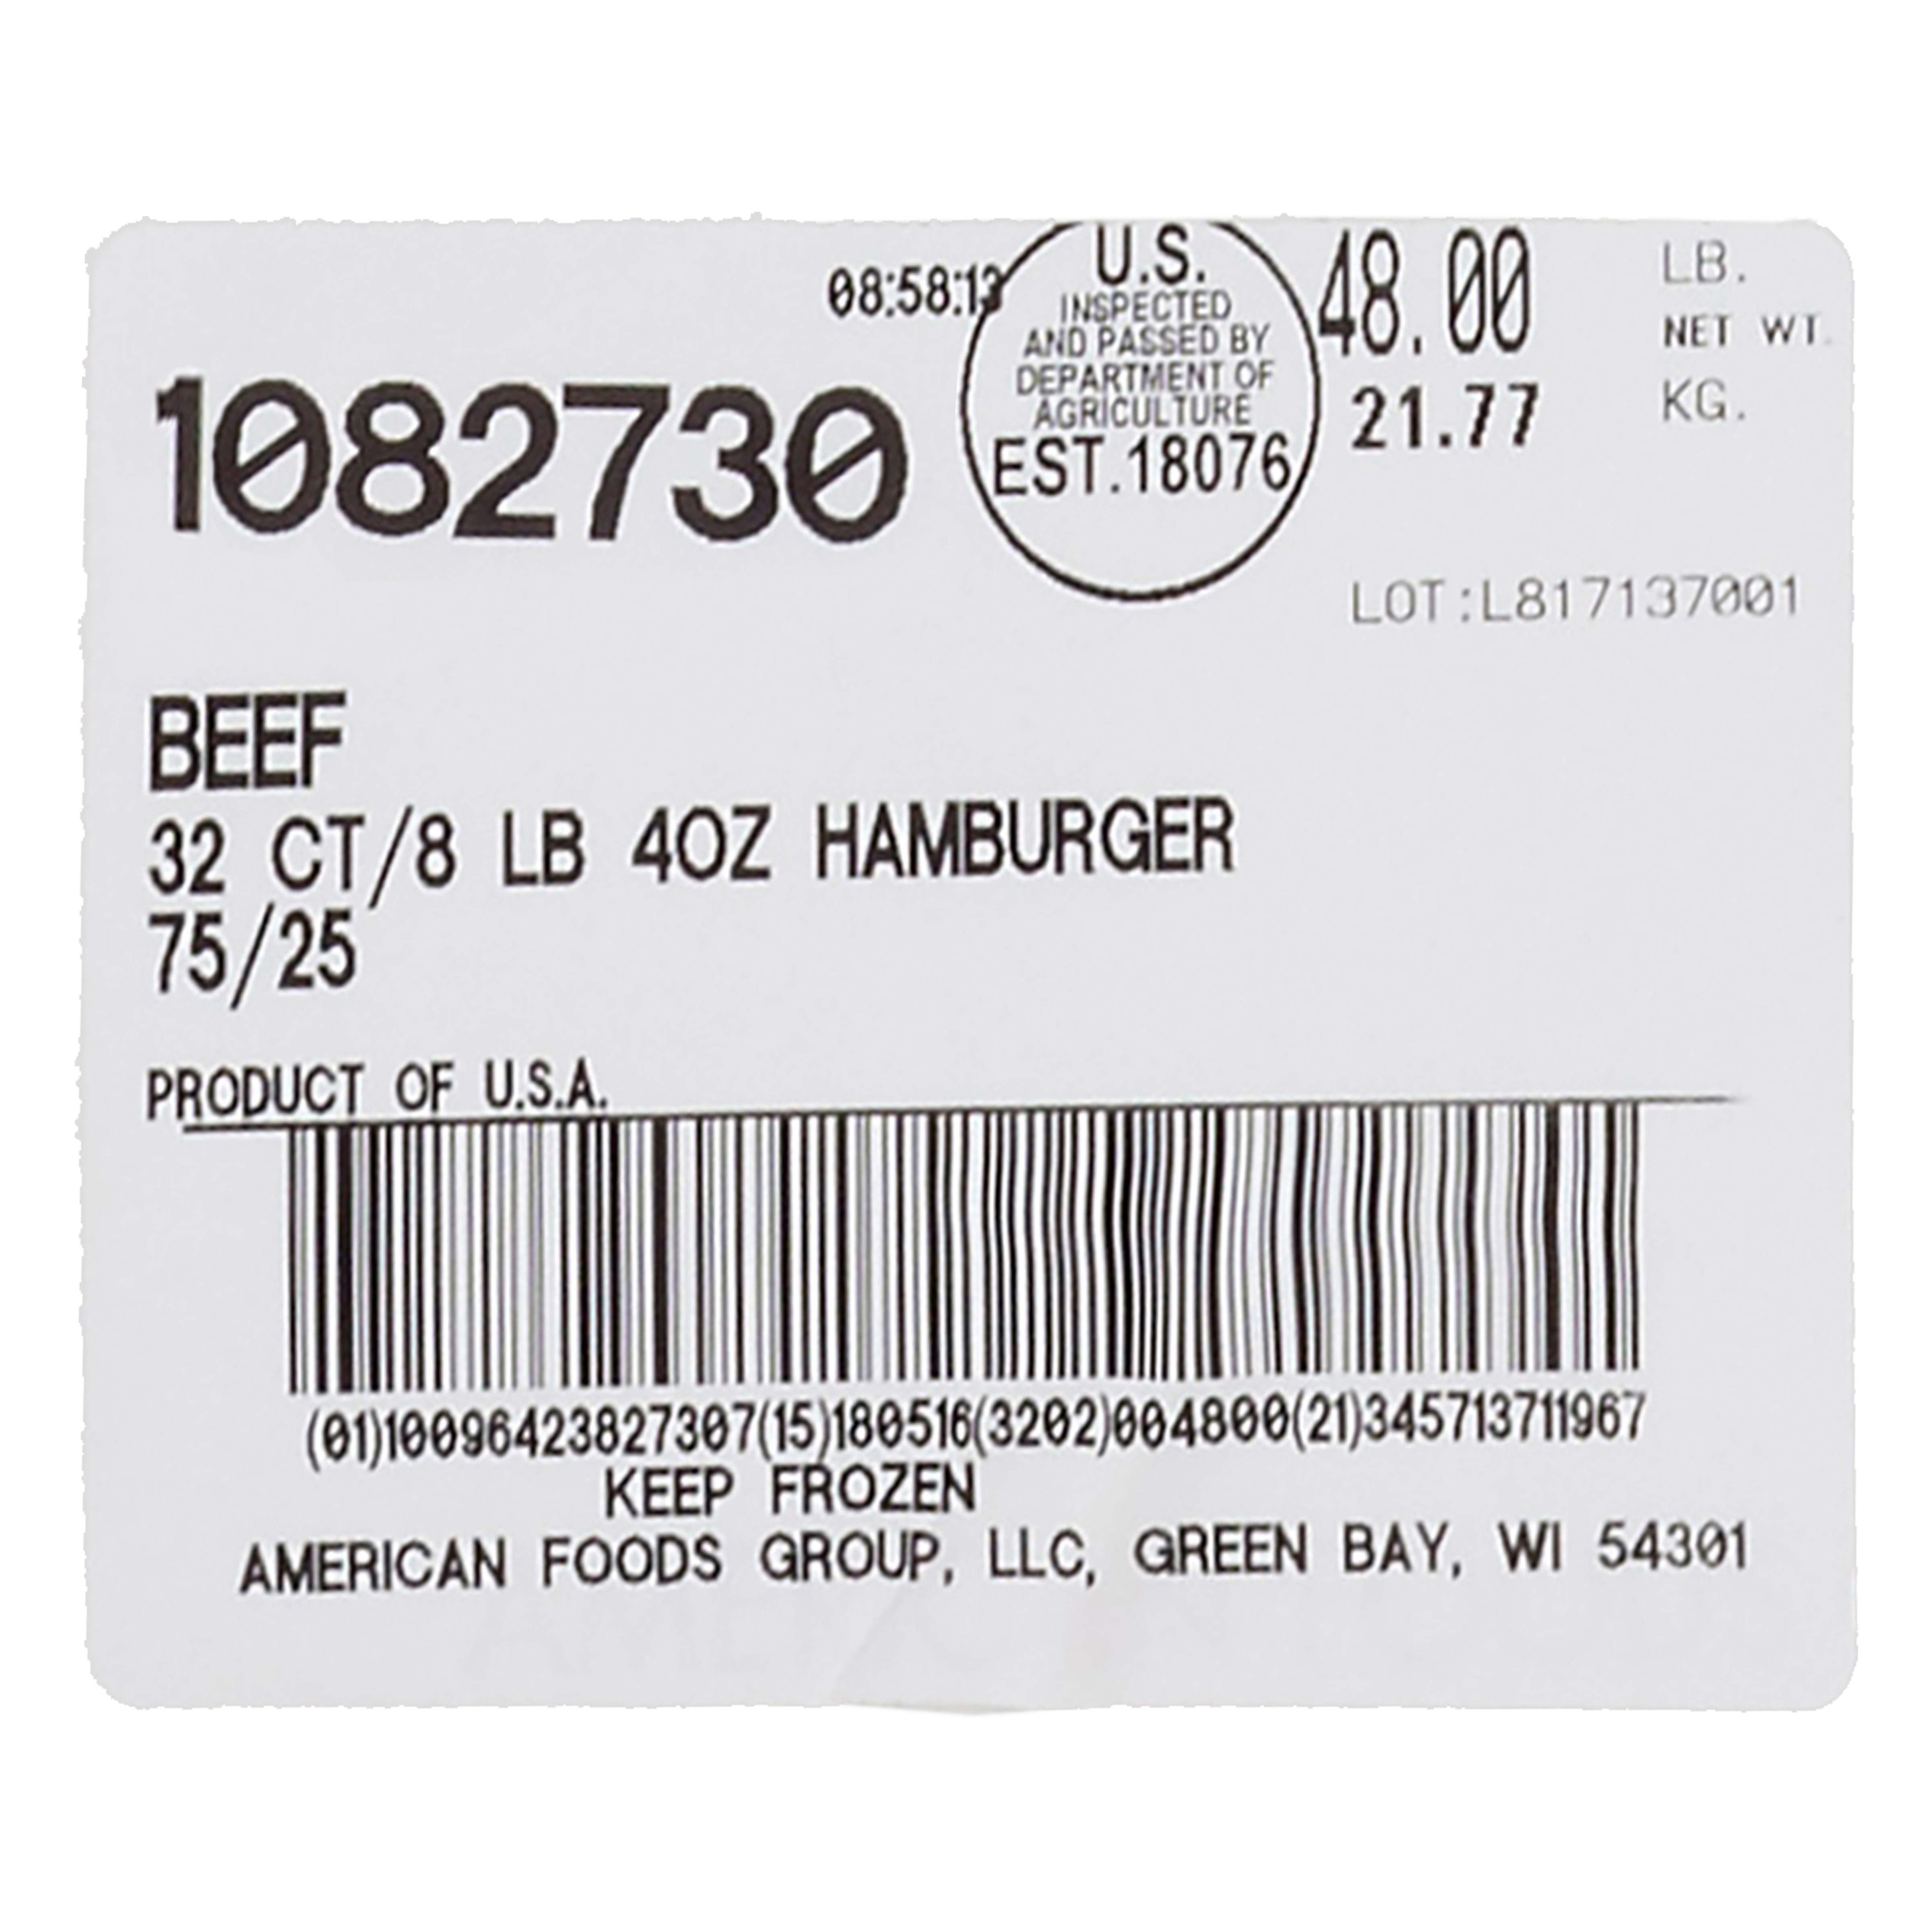 08:58:13
U.S.
INSPECTED
AND PASSED BY
DEPARTMENT OF
AGRICULTURE
EST.18076
48.00 LB.
NET WT.
21.77 KG.
1082730
LOT:L817137001
BEEF
32 CT/8 LB 4OZ HAMBURGER
75/25
PRODUCT OF U.S.A.
(01)10096423827307(15)180516(3202)004800(21)345713711967
KEEP FROZEN
AMERICAN FOODS GROUP, LLC, GREEN BAY, WI 54301